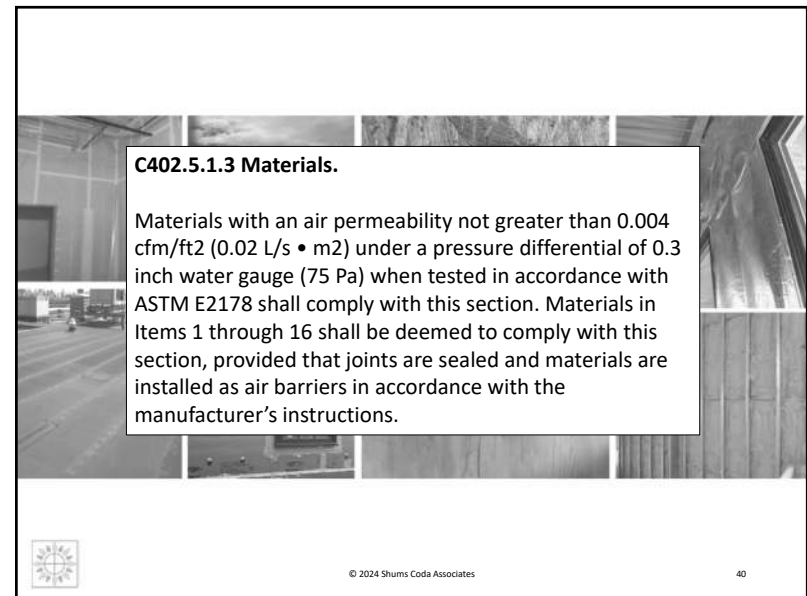 C402.5.1.3 Materials.
Materials with an air permeability not greater than 0.004
cfm/ft2 (0.02 L/s • m2) under a pressure differential of 0.3
inch water gauge (75 Pa) when tested in accordance with
ASTM E2178 shall comply with this section. Materials in
Items 1 through 16 shall be deemed to comply with this
section, provided that joints are sealed and materials are
installed as air barriers in accordance with the
manufacturer’s instructions.
© 2024 Shums Coda Associates
40